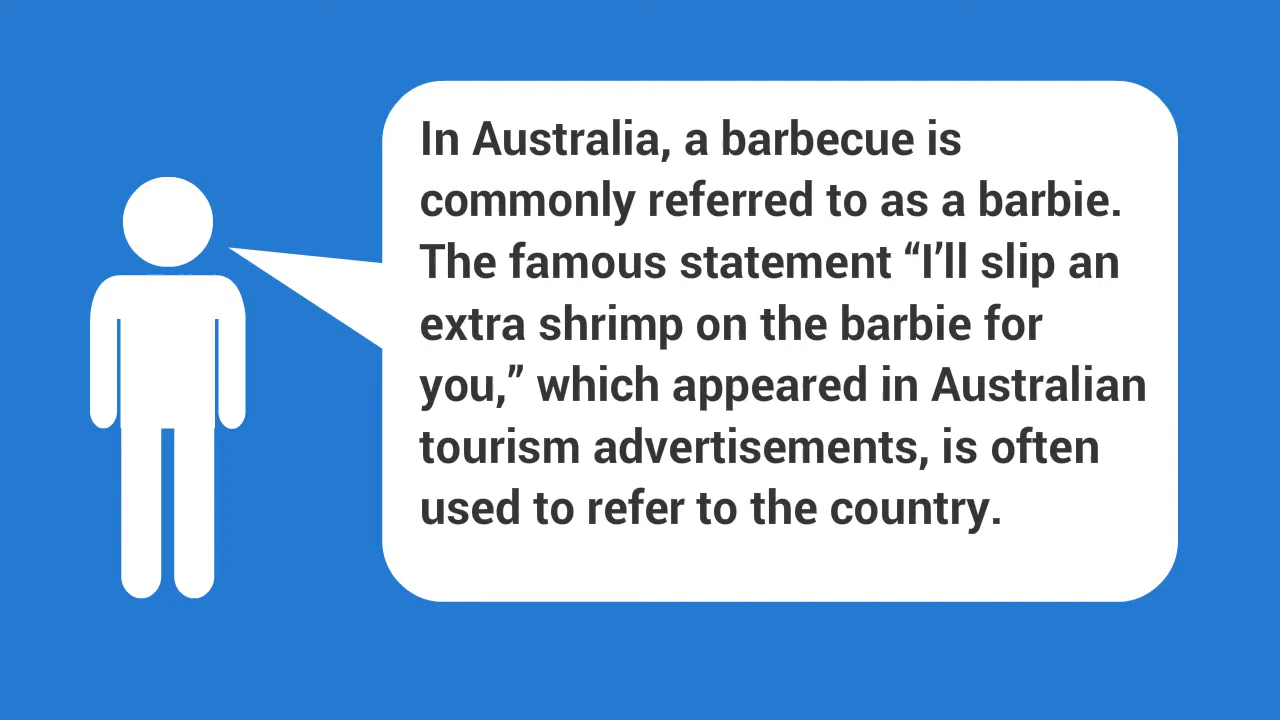 In Australia, a barbecue is
commonly referred to as a barbie.
The famous statement “I’ll slip an
extra shrimp on the barbie for
you,” which appeared in Australian
tourism advertisements, is often
used to refer to the country.